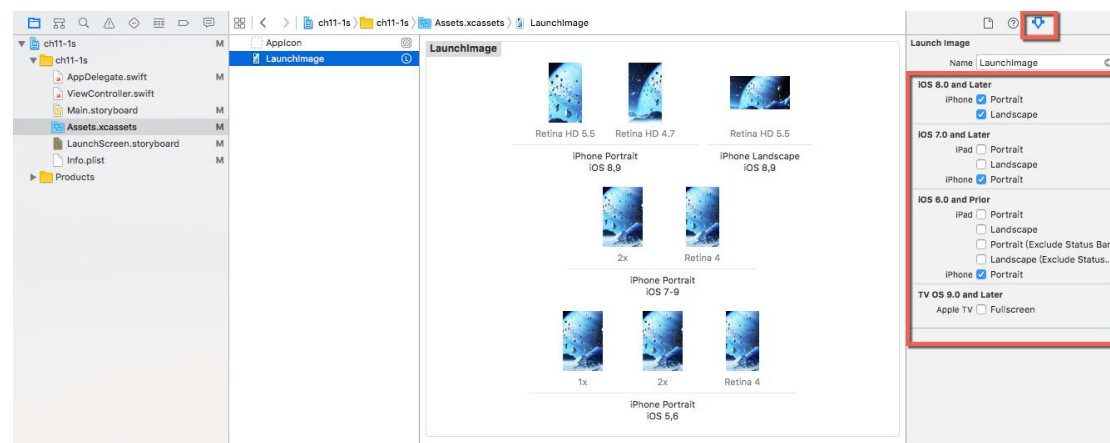 ch11-1s ch11-1s Assets.xcassets LaunchImage
ch11-1s M
ch11-1s
AppDelegate.swift M
ViewController.swift
Main.storyboard M
Assets.xcassets M
LaunchScreen.storyboard M
Info.plist M
Products
AppIcon
LaunchImage
LaunchImage
Retina HD 5.5 Retina HD 4.7 Retina HD 5.5
iPhone Portrait iPhone Landscape
iOS 8,9 iOS 8,9
2x Retina 4
iPhone Portrait
iOS 7-9
1x 2x Retina 4
iPhone Portrait
iOS 5,6
Launch Image
Name LaunchImage
iOS 8.0 and Later
iPhone Portrait
Landscape
iOS 7.0 and Later
iPad Portrait
Landscape
iPhone Portrait
iOS 6.0 and Prior
iPad Portrait
Landscape
Portrait (Exclude Status Bar
Landscape (Exclude Status...
iPhone Portrait
TV OS 9.0 and Later
Apple TV Fullscreen